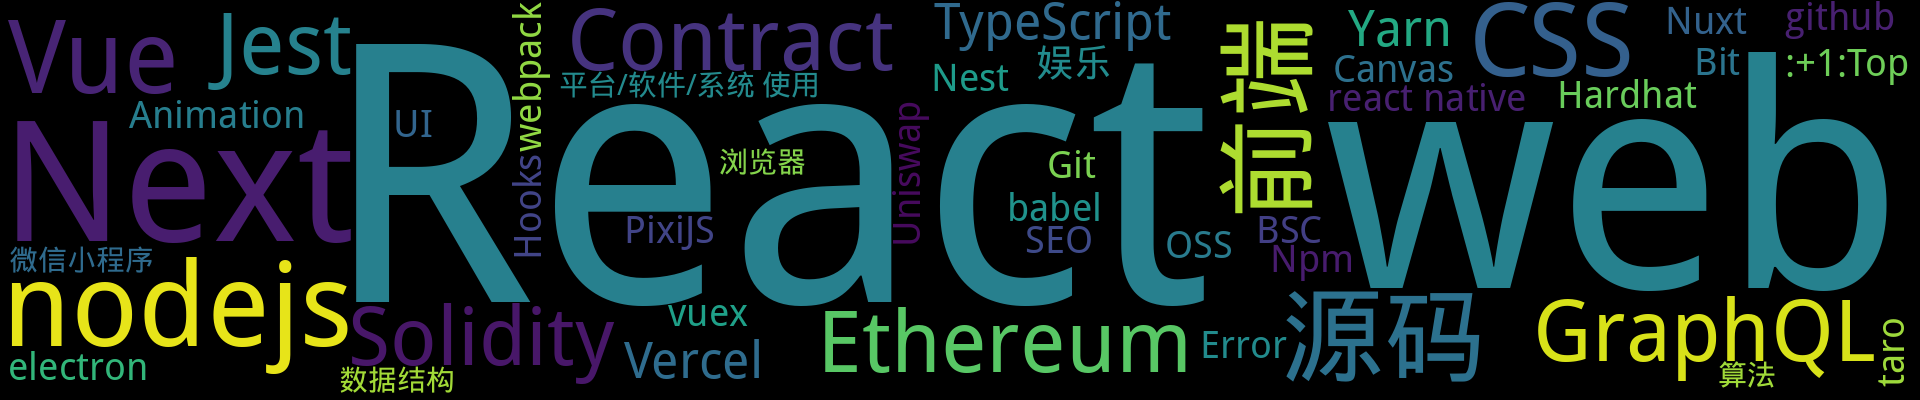 Vue
Jest
webpack
Contract
TypeScript
Yarn
CSS
Nuxt
github
平台/软件/系统 使用
Nest
娱乐
前端
Canvas
Bit
:+1:Top
Animation
UI
React
react native
Hardhat
web
Next
Hooks
浏览器
Uniswap
Git
babel
PixiJS
SEO
OSS
BSC
Npm
微信小程序
nodejs
Solidity
vuex
Ethereum
源码
GraphQL
electron
Vercel
Error
taro
数据结构
算法